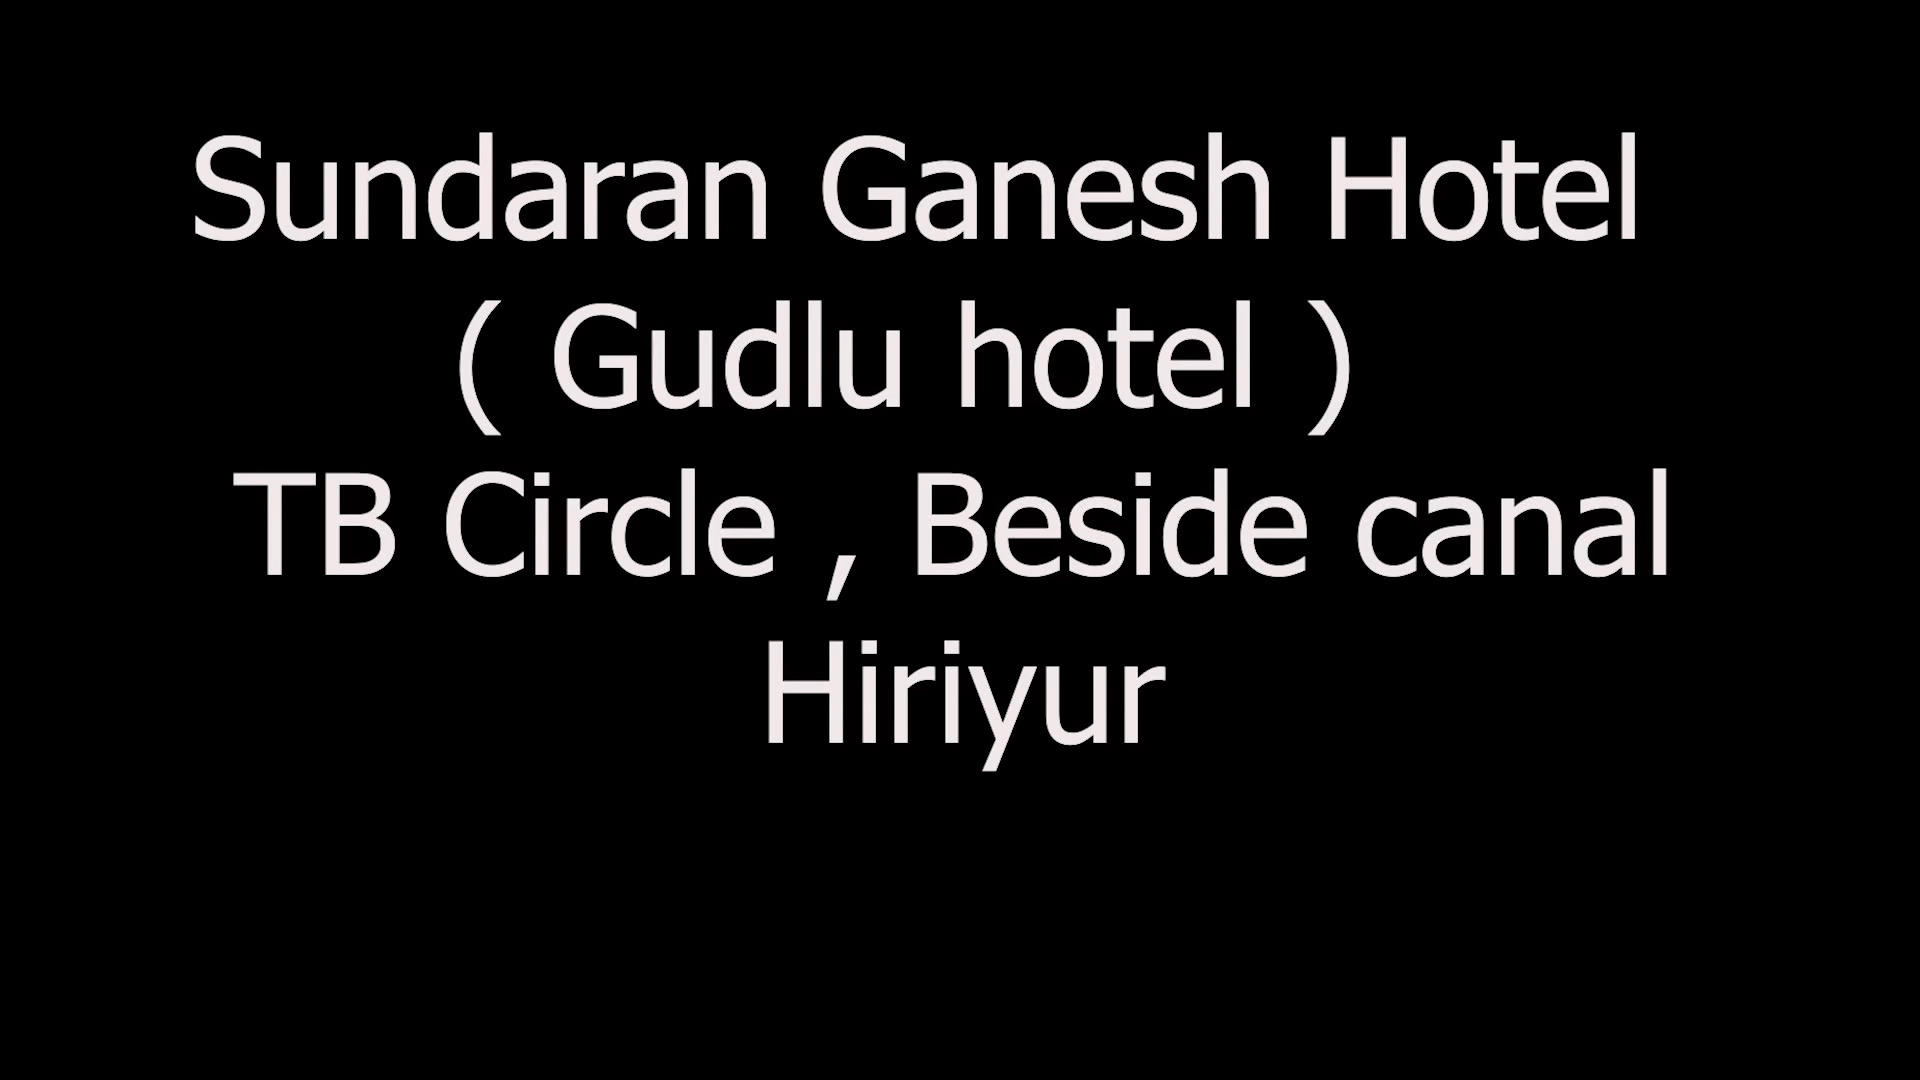 Sundaran Ganesh Hotel
( Gudlu hotel )
TB Circle , Beside canal
Hiriyur